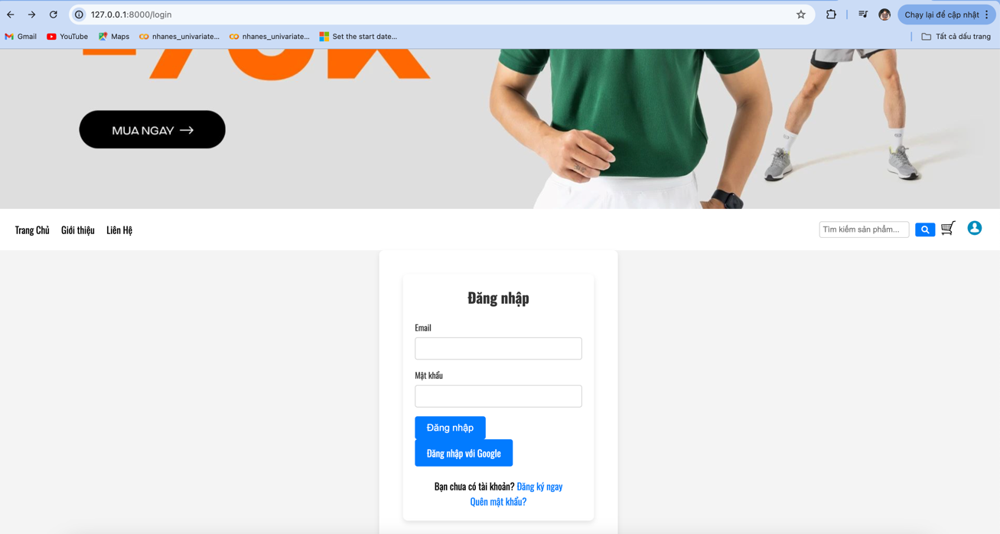 127.0.0.1:8000/login
Chạy lại để cập nhật
Gmail
YouTube
Maps
nhanes_univariate...
nhanes_univariate...
Set the start date...
Tất cả dấu trang
MUA NGAY →
Trang Chủ
Giới thiệu
Liên Hệ
Tìm kiếm sản phẩm...
Đăng nhập
Email
Mật khẩu
Đăng nhập
Đăng nhập với Google
Bạn chưa có tài khoản? Đăng ký ngay
Quên mật khẩu?